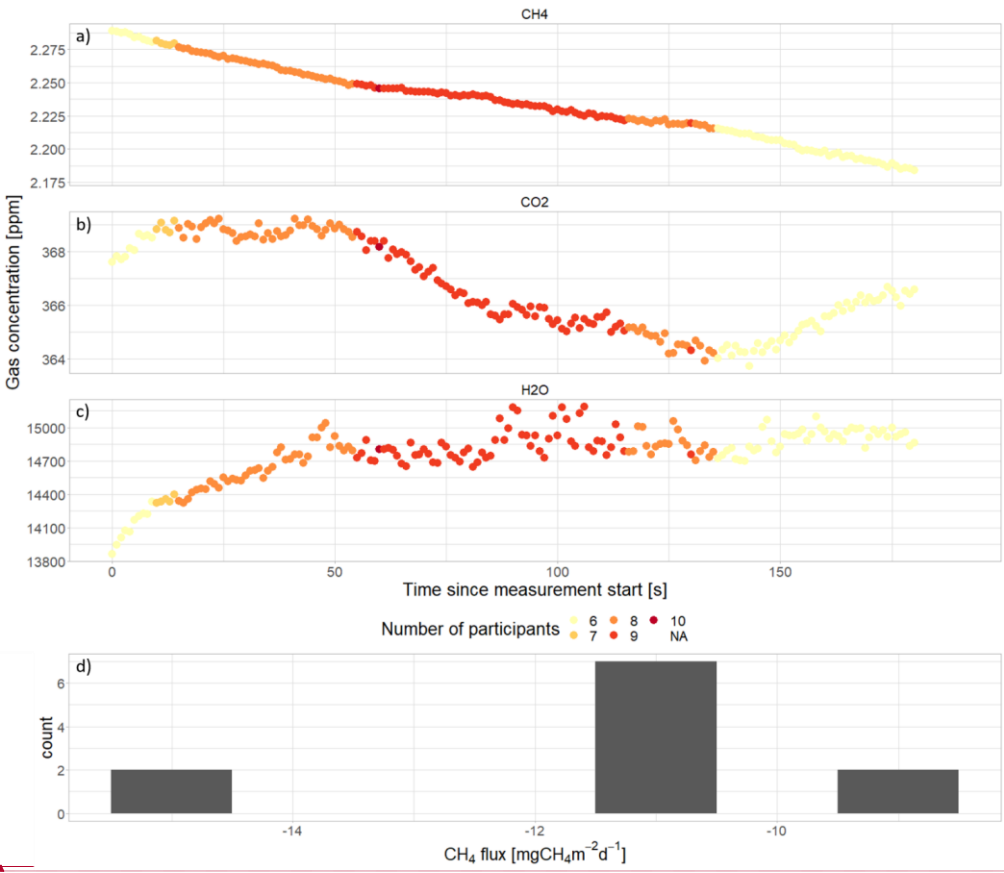 CH4
a)
2.275
2.250
2.225
2.200
2.175
CO2
b)
368
366
364
H2O
c)
15000
14700
14400
14100
13800
0 50 100 150
Gas concentration [ppm]
Time since measurement start [s]
Number of participants
6 8 10
7 9 NA
d)
6
4
2
0
count
-14 -12 -10
CH₄ flux [mgCH₄m⁻²d⁻¹]